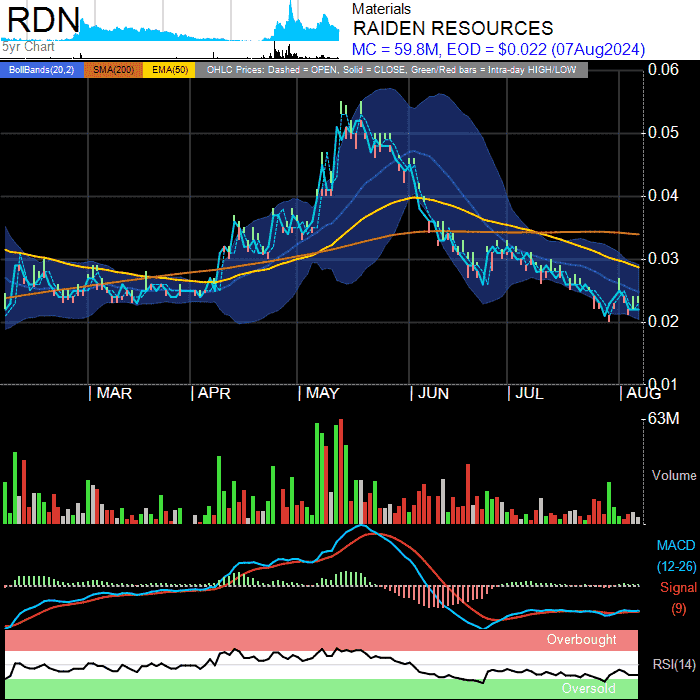 RDN
5yr Chart
Materials
RAIDEN RESOURCES
MC = 59.8M, EOD = $0.022 (07Aug2024)
BollBands(20,2) SMA(200) EMA(50) OHLC Prices: Dashed = OPEN, Solid = CLOSE, Green/Red bars = Intra-day HIGH/LOW
0.06
0.05
0.04
0.03
0.02
0.01
| MAR | APR | MAY | JUN | JUL | AUG
63M
Volume
MACD
(12-26)
Signal
(9)
Overbought
RSI(14)
Oversold